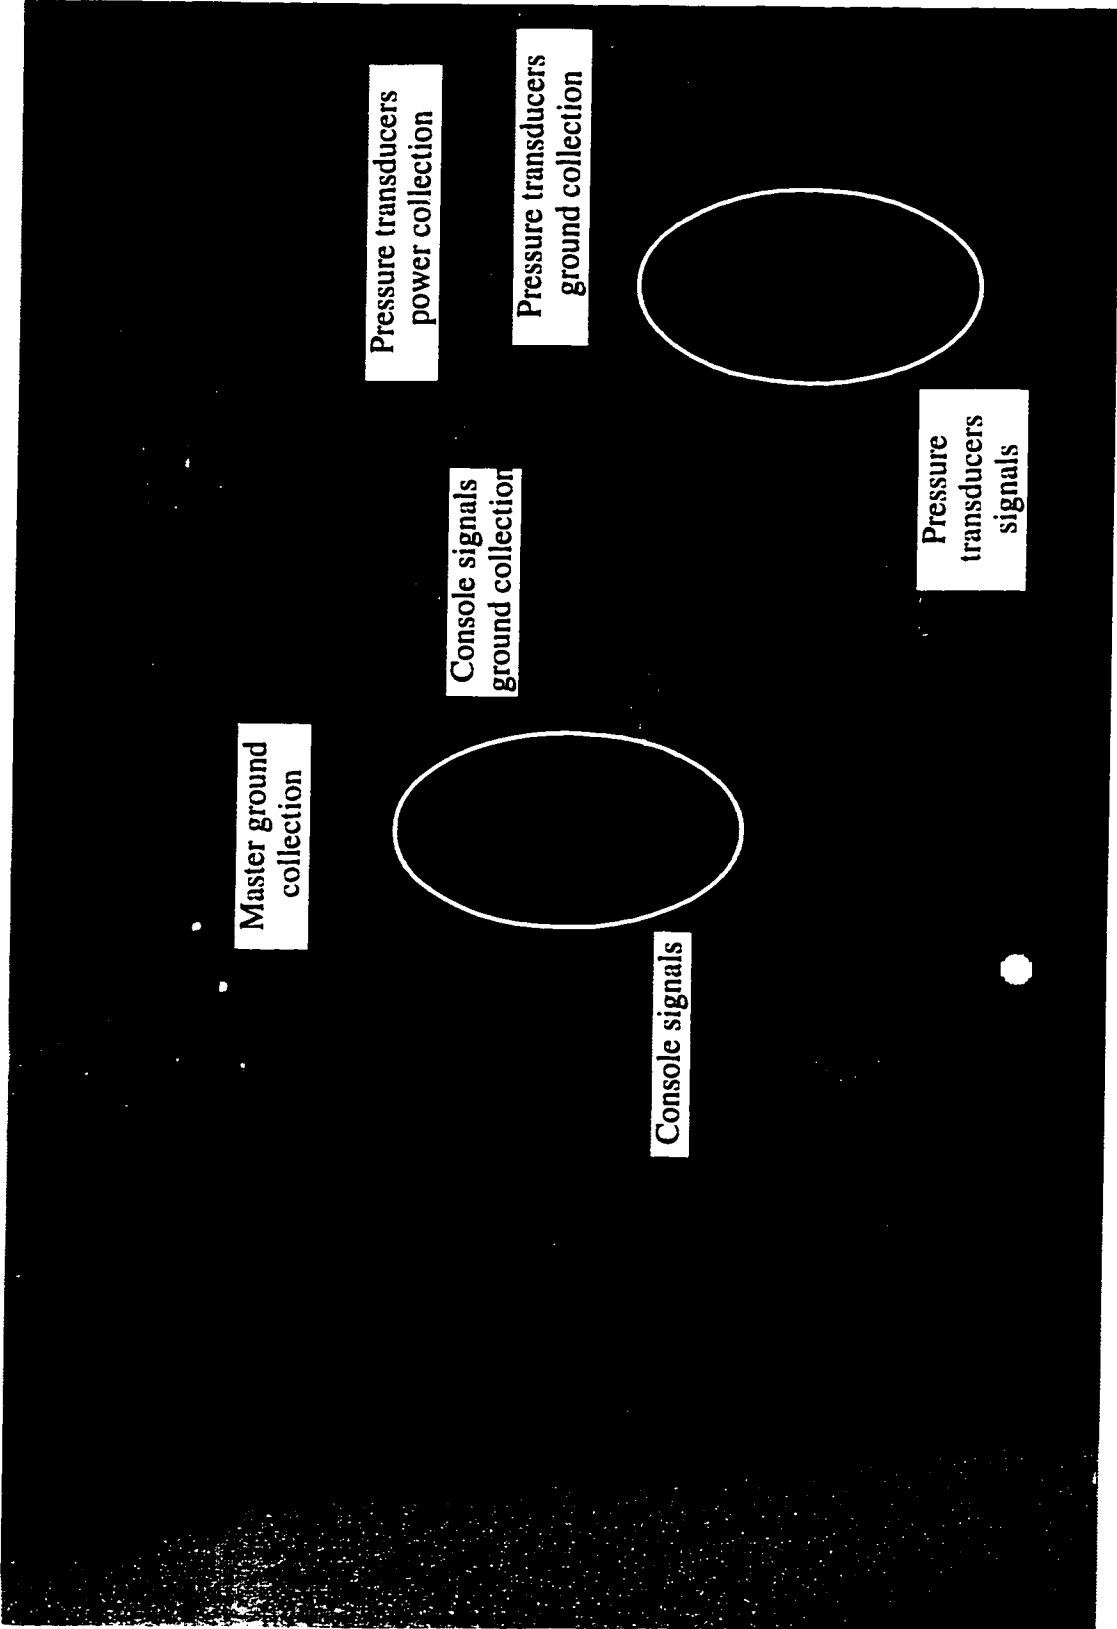 Master ground
collection
Pressure transducers
power collection
Console signals
ground collection
Pressure transducers
ground collection
Console signals
Pressure
transducers
signals